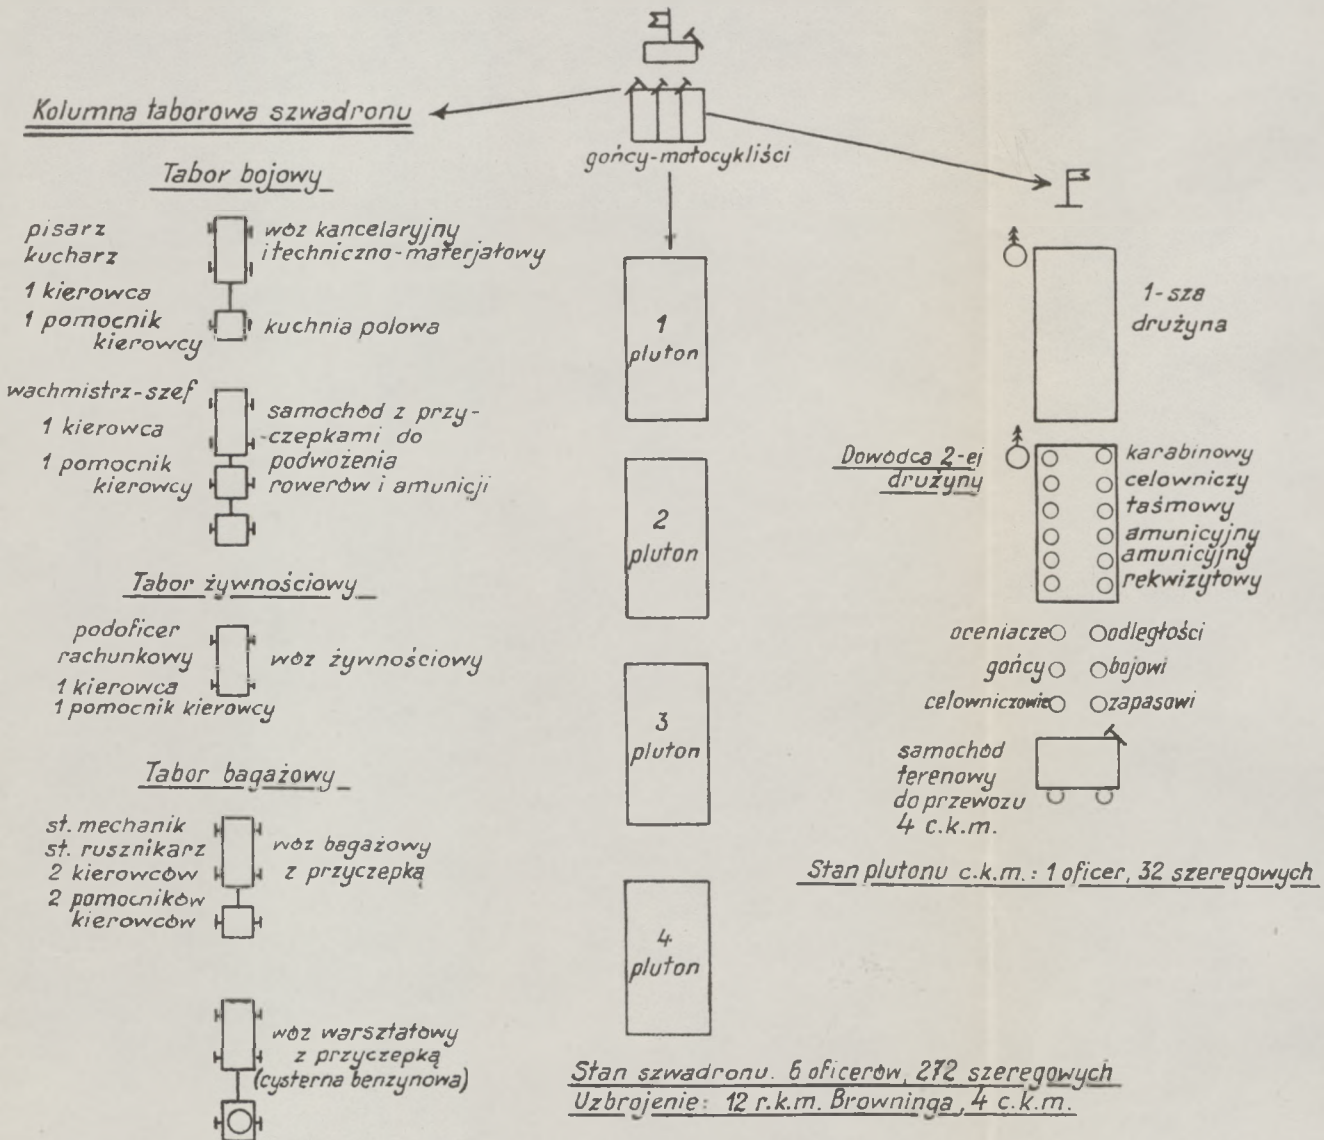 Kolumna taborowa szwadronu
gońcy-motocykliści
Tabor bojowy
pisarz
kucharz
1 kierowca
1 pomocnik
kierowcy
wóz kancelaryjny
i techniczno-materjałowy
kuchnia polowa
wachmistrz-szef
1 kierowca
1 pomocnik
kierowcy
samochód z przy-
-czepkami do
podwożenia
rowerów i amunicji
Tabor żywnościowy
podoficer
rachunkowy
1 kierowca
1 pomocnik kierowcy
wóz żywnościowy
Tabor bagażowy
st. mechanik
st. rusznikarz
2 kierowców
2 pomocników
kierowców
wóz bagażowy
z przyczepką
wóz warsztatowy
z przyczepką
(cysterna benzynowa)
1
pluton
2
pluton
3
pluton
4
pluton
Stan szwadronu. 6 oficerów, 272 szeregowych
Uzbrojenie: 12 r.k.m. Browninga, 4 c.k.m.
1-sza
drużyna
Dowódca 2-ej
drużyny
karabinowy
celowniczy
taśmowy
amunicyjny
amunicyjny
rekwizytowy
oceniacze odległości
gońcy bojowi
celowniczowie zapasowi
samochód
terenowy
do przewozu
4 c.k.m.
Stan plutonu c.k.m.: 1 oficer, 32 szeregowych